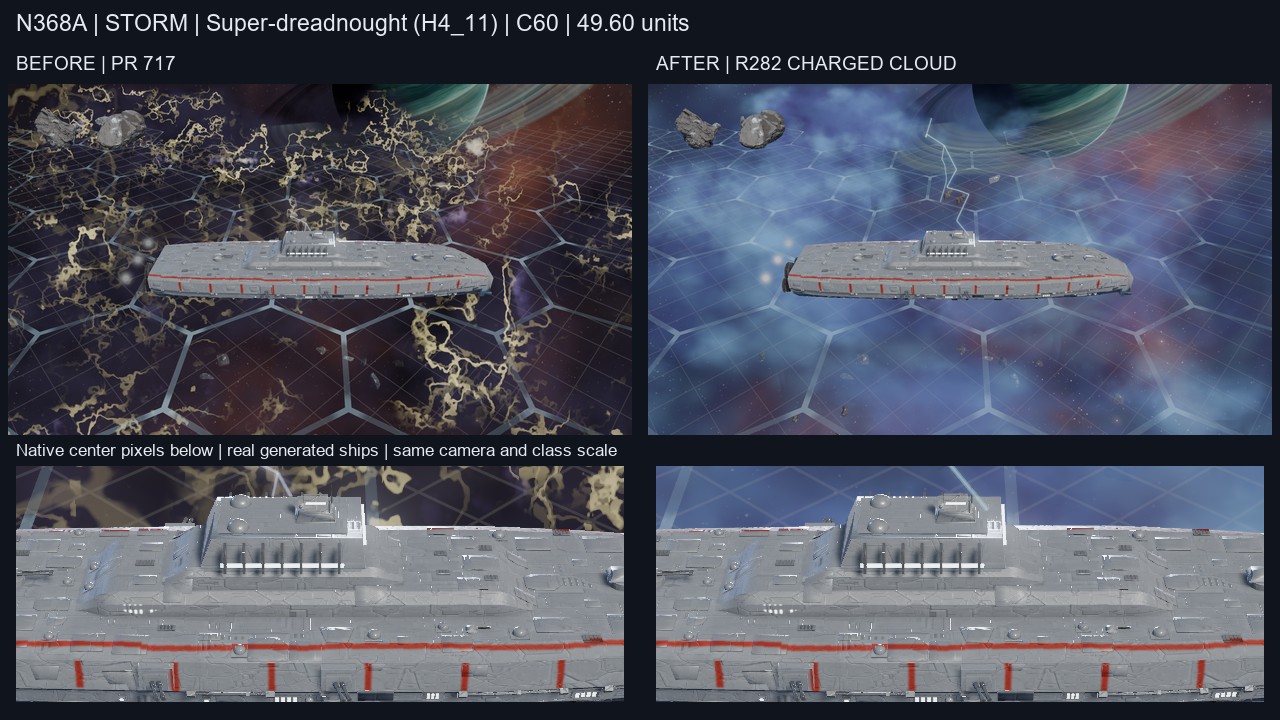 N368A | STORM | Super-dreadnought (H4_11) | C60 | 49.60 units
BEFORE | PR 717
AFTER | R282 CHARGED CLOUD
Native center pixels below | real generated ships | same camera and class scale